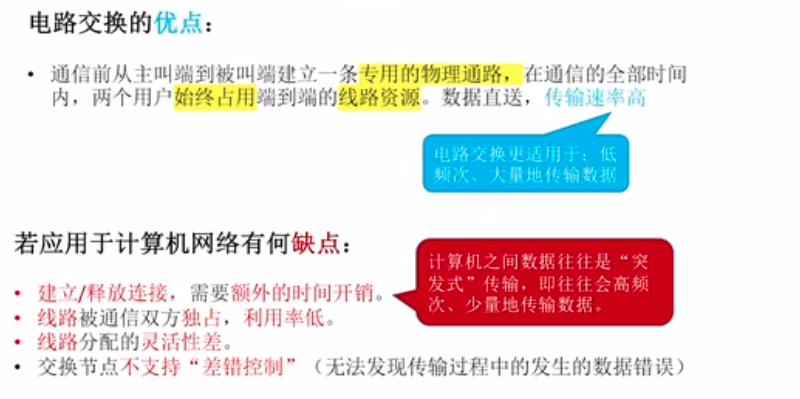 电路交换的优点：
• 通信前从主叫端到被叫端建立一条专用的物理通路，在通信的全部时间
内，两个用户始终占用端到端的线路资源。数据直送，传输速率高
电路交换更适用于：低
频次、大量地传输数据
若应用于计算机网络有何缺点：
计算机之间数据往往是“突
发式”传输，即往往会高频
次、少量地传输数据。
• 建立/释放连接，需要额外的时间开销。
• 线路被通信双方独占，利用率低。
• 线路分配的灵活性差。
• 交换节点不支持“差错控制”（无法发现传输过程中的发生的数据错误）